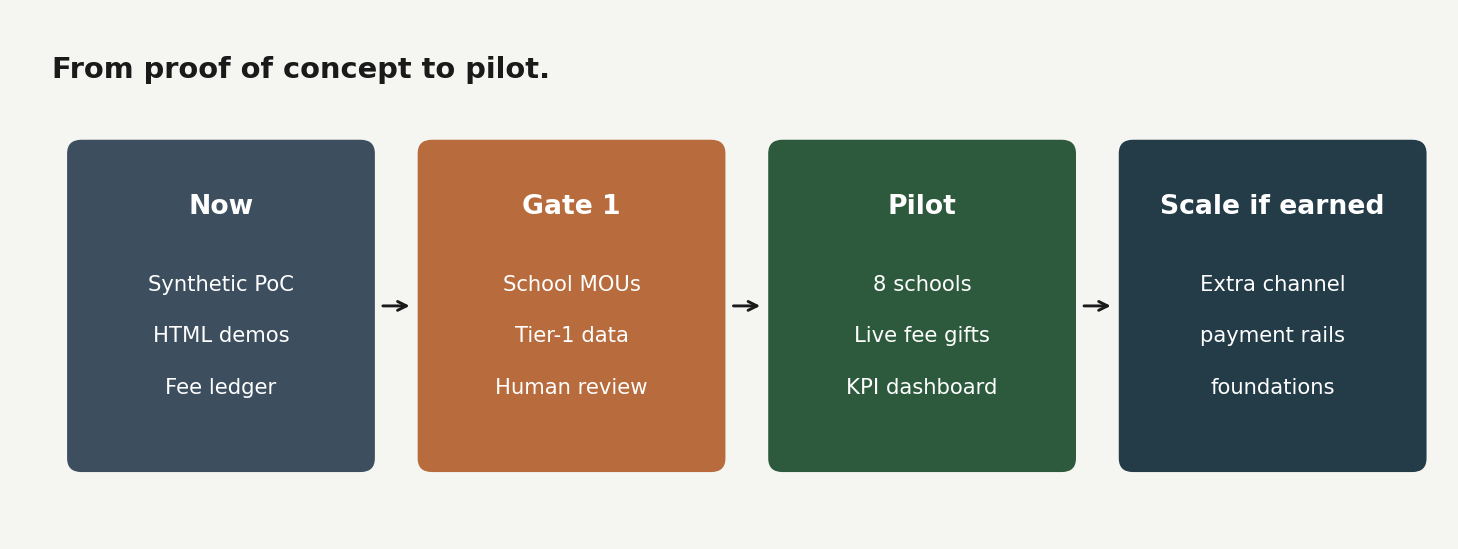 From proof of concept to pilot.
Now
Synthetic PoC
HTML demos
Fee ledger
Gate 1
School MOUs
Tier-1 data
Human review
Pilot
8 schools
Live fee gifts
KPI dashboard
Scale if earned
Extra channel
payment rails
foundations